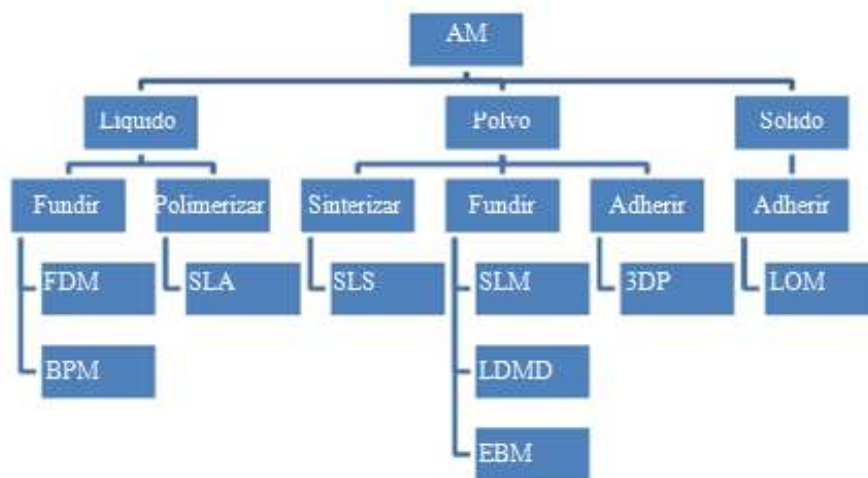 AM
Liquido
Polvo
Solido
Fundir
Polimerizar
Sinterizar
Fundir
Adherir
Adherir
FDM
SLA
SLS
SLM
3DP
LOM
BPM
LDMD
EBM